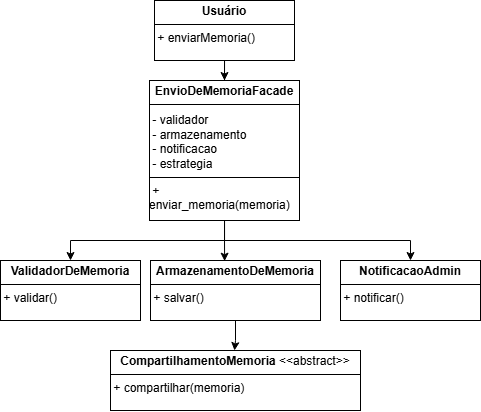 Usuário
+ enviarMemoria()
EnvioDeMemoriaFacade
- validador
- armazenamento
- notificacao
- estrategia
+
enviar_memoria(memoria)
ValidadorDeMemoria
+ validar()
ArmazenamentoDeMemoria
+ salvar()
NotificacaoAdmin
+ notificar()
CompartilhamentoMemoria <<abstract>>
+ compartilhar(memoria)